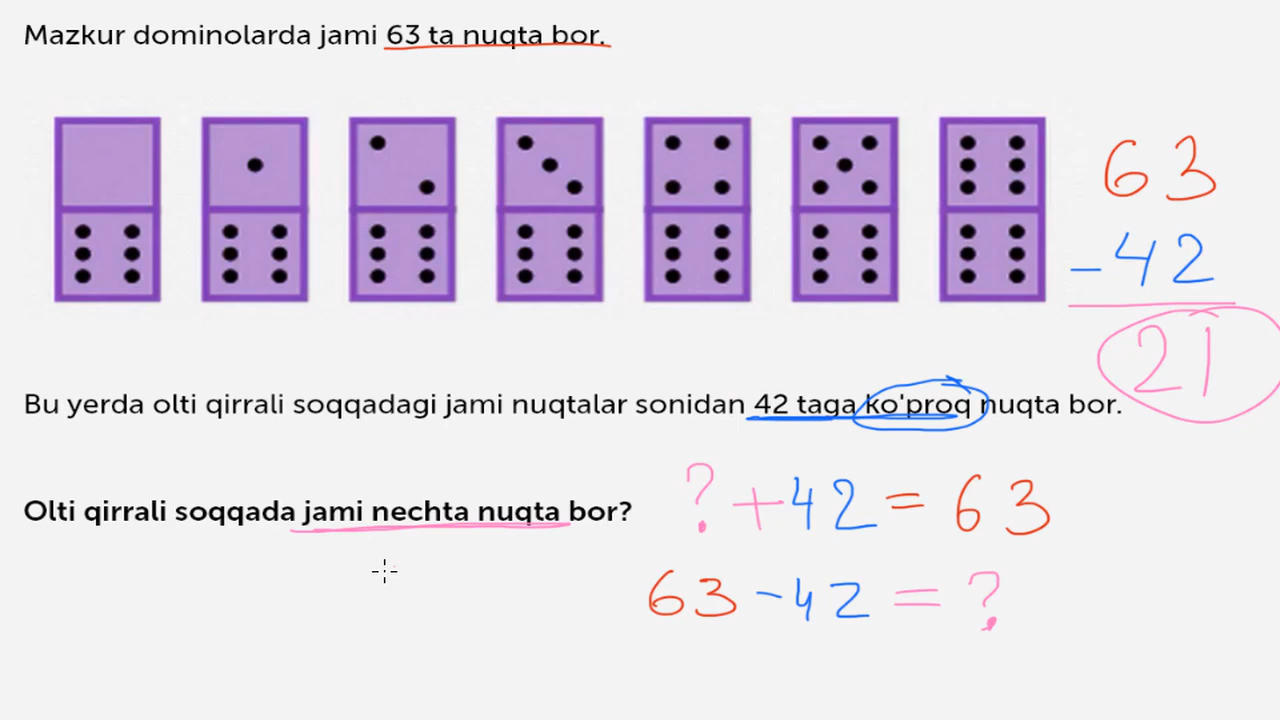 Mazkur dominolarda jami 63 ta nuqta bor.
63
- 42
21
Bu yerda olti qirrali soqqadagi jami nuqtalar sonidan 42 taga ko'proq nuqta bor.
Olti qirrali soqqada jami nechta nuqta bor?
? + 42 = 63
63 - 42 = ?